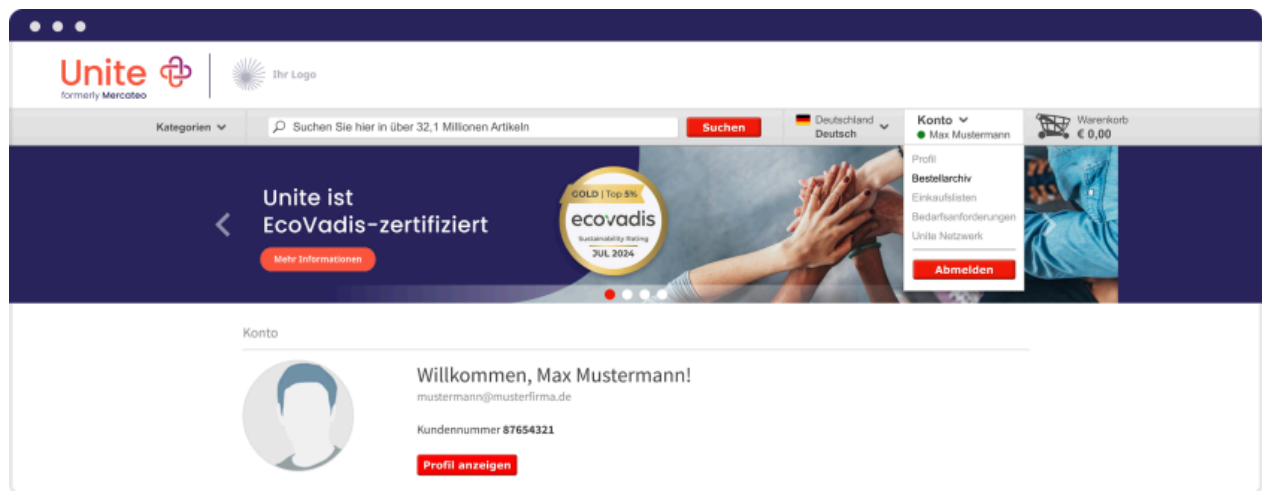 Unite
formerly Mercateo
Ihr Logo
Kategorien
Suchen Sie hier in über 32,1 Millionen Artikeln
Suchen
Deutschland
Deutsch
Konto
Max Mustermann
Warenkorb
€ 0,00
Profil
Bestellarchiv
Einkaufslisten
Bedarfsanforderungen
Unite Netzwerk
Abmelden
Unite ist
EcoVadis-zertifiziert
Mehr Informationen
GOLD | Top 5%
ecovadis
Sustainability Rating
JUL 2024
Konto
Willkommen, Max Mustermann!
mustermann@musterfirma.de
Kundennummer 87654321
Profil anzeigen